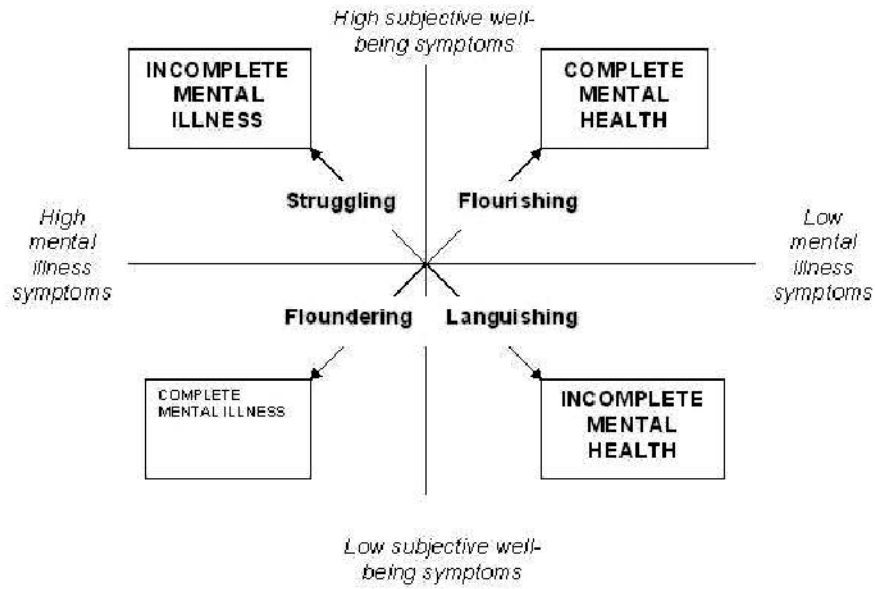 High subjective well-
being symptoms
INCOMPLETE
MENTAL
ILLNESS
COMPLETE
MENTAL
HEALTH
Struggling
Flourishing
High
mental
illness
symptoms
Low
mental
illness
symptoms
Floundering
Languishing
COMPLETE
MENTAL ILLNESS
INCOMPLETE
MENTAL
HEALTH
Low subjective well-
being symptoms